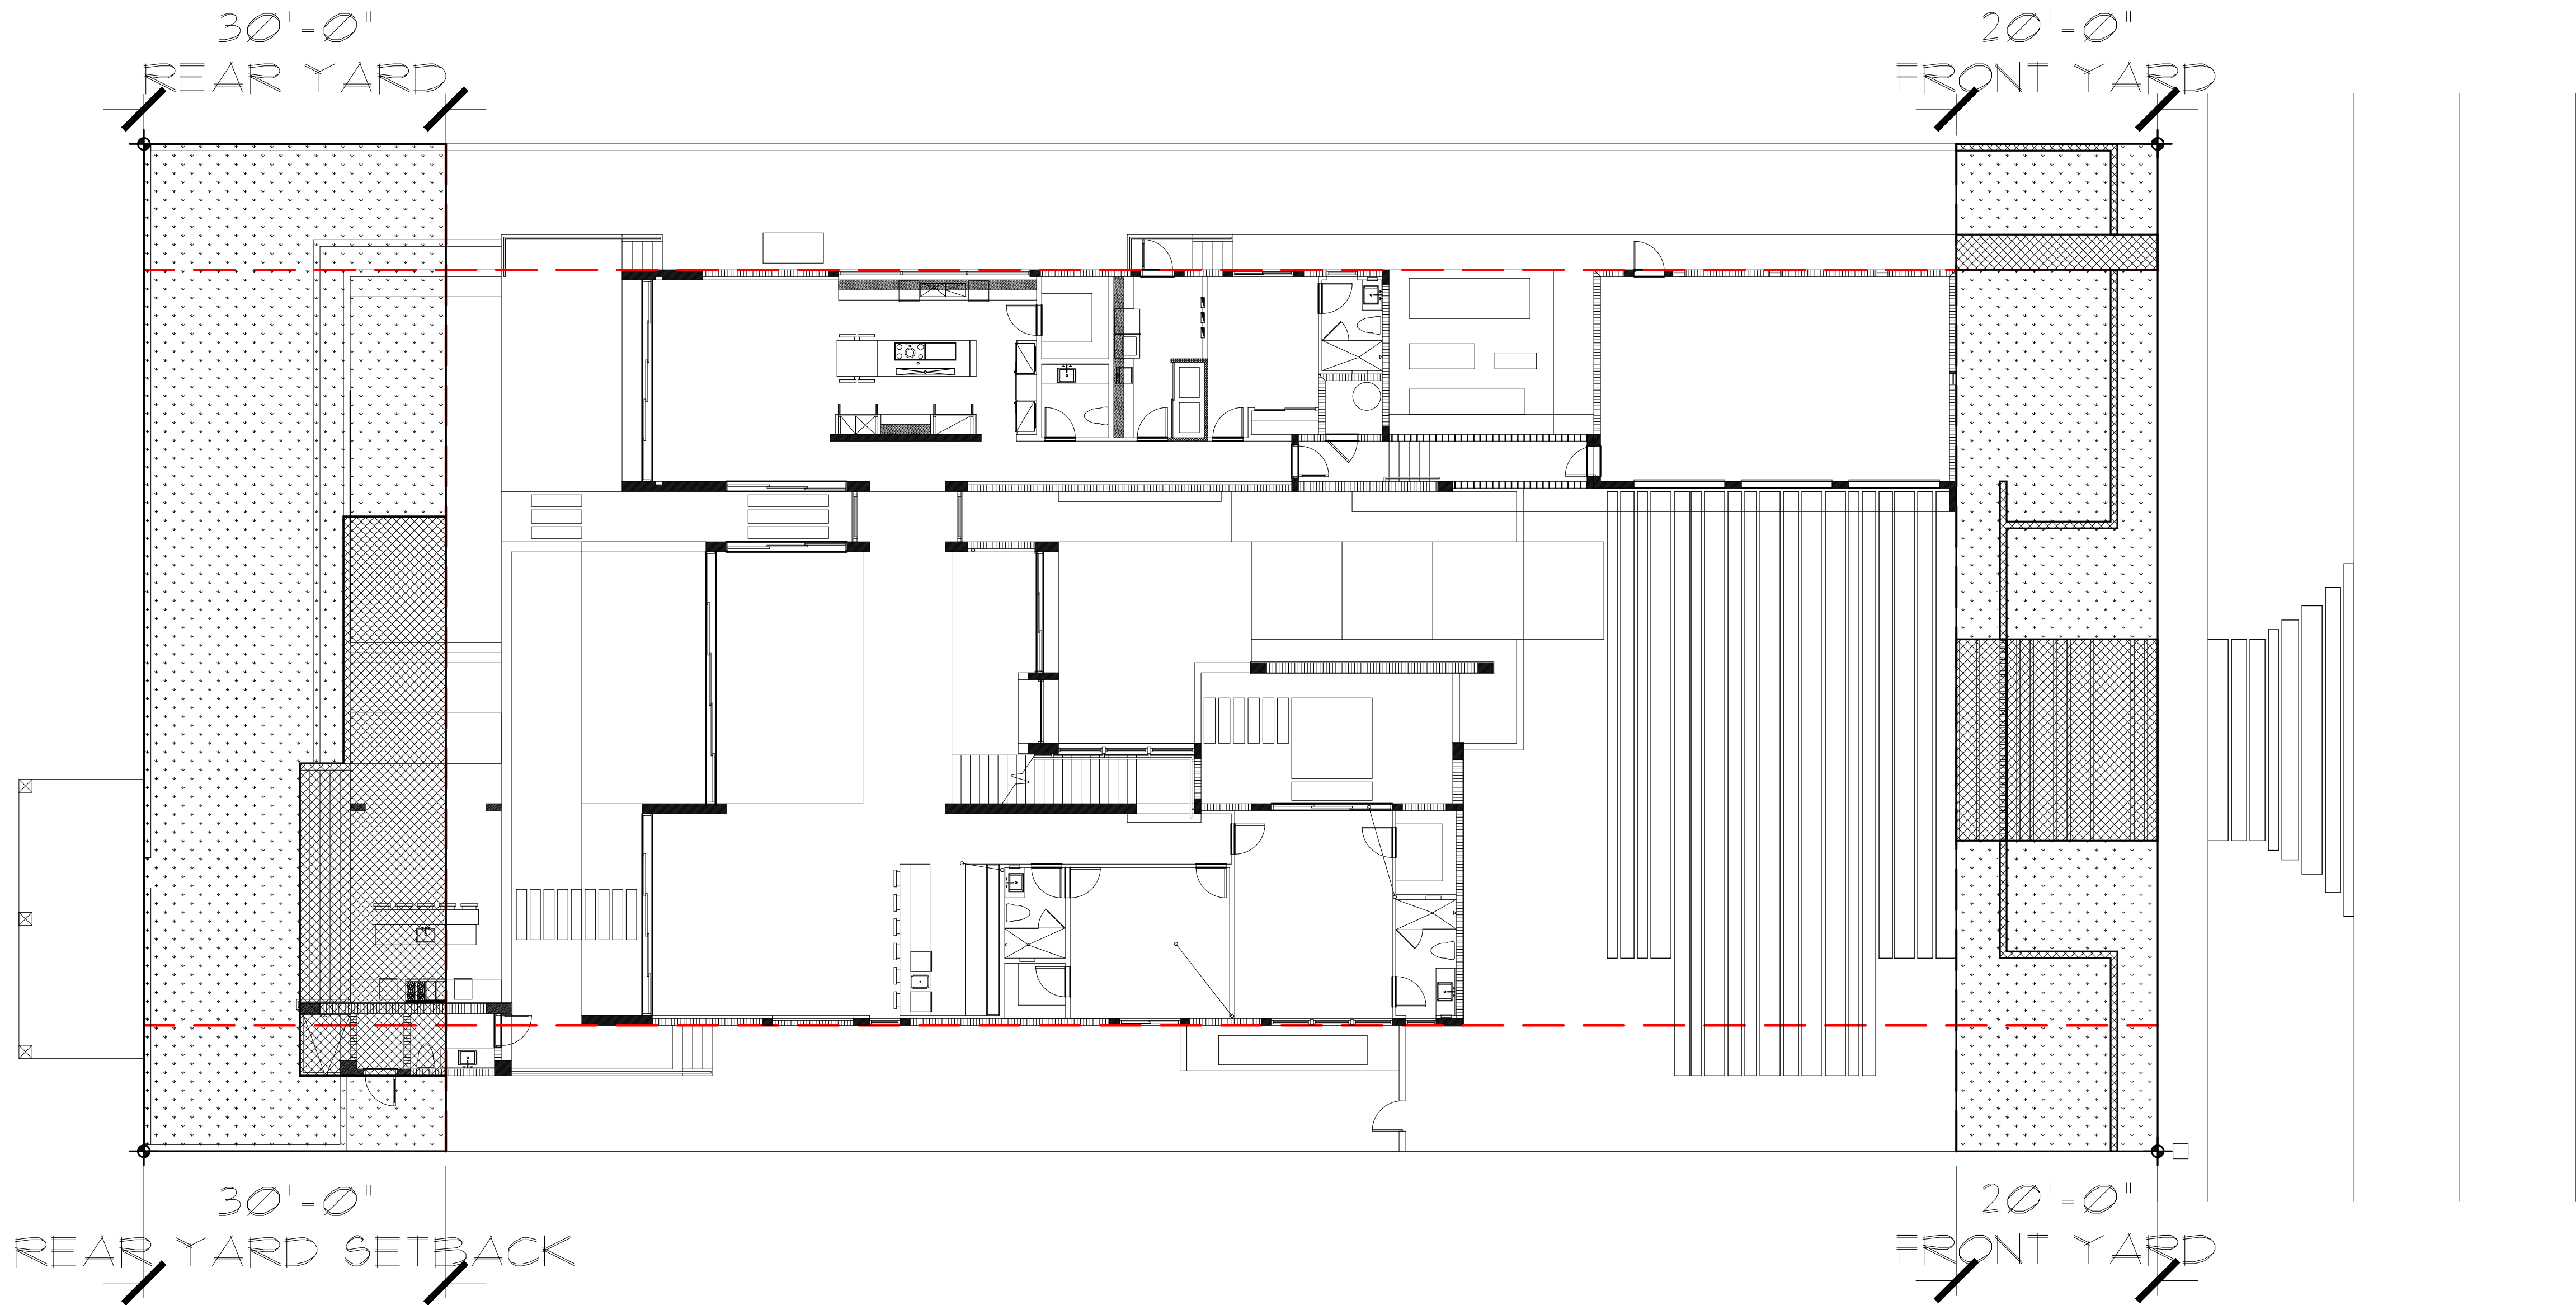 30'-0"
REAR YARD
20'-0"
FRONT YARD
30'-0"
REAR YARD SETBACK
20'-0"
FRONT YARD